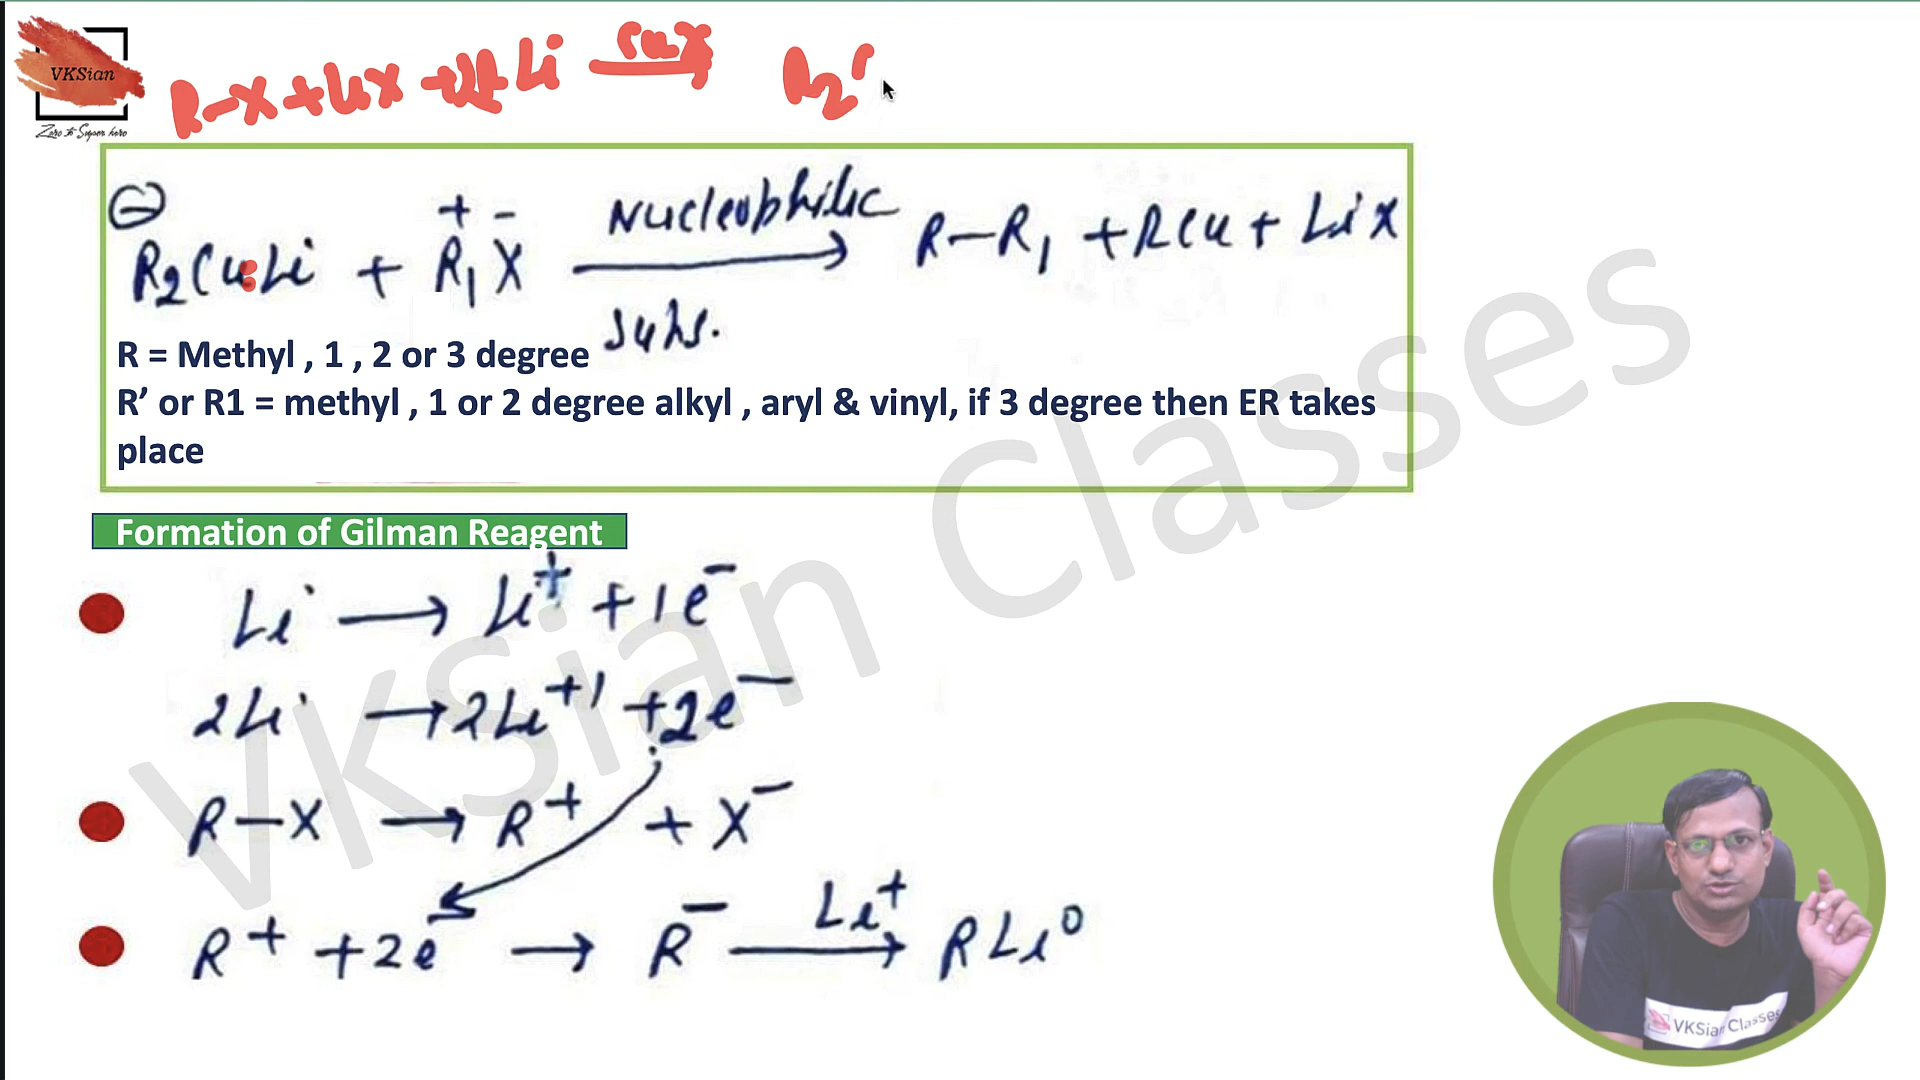 VKSian
Zero to Super hero
R-X + + Li CuX R2
⊖
R2CuLi + R1X Nucleophilic subs. R-R1 + RCu + LiX
+ -
R = Methyl , 1 , 2 or 3 degree
R’ or R1 = methyl , 1 or 2 degree alkyl , aryl & vinyl, if 3 degree then ER takes
place
Formation of Gilman Reagent
Li → Li+ + 1e-
2Li → 2Li+1 + 2e-
R-X → R+ + X-
R+ + 2e- → R- Li+ → RLi0
VKSian Classes
VKSian Classes